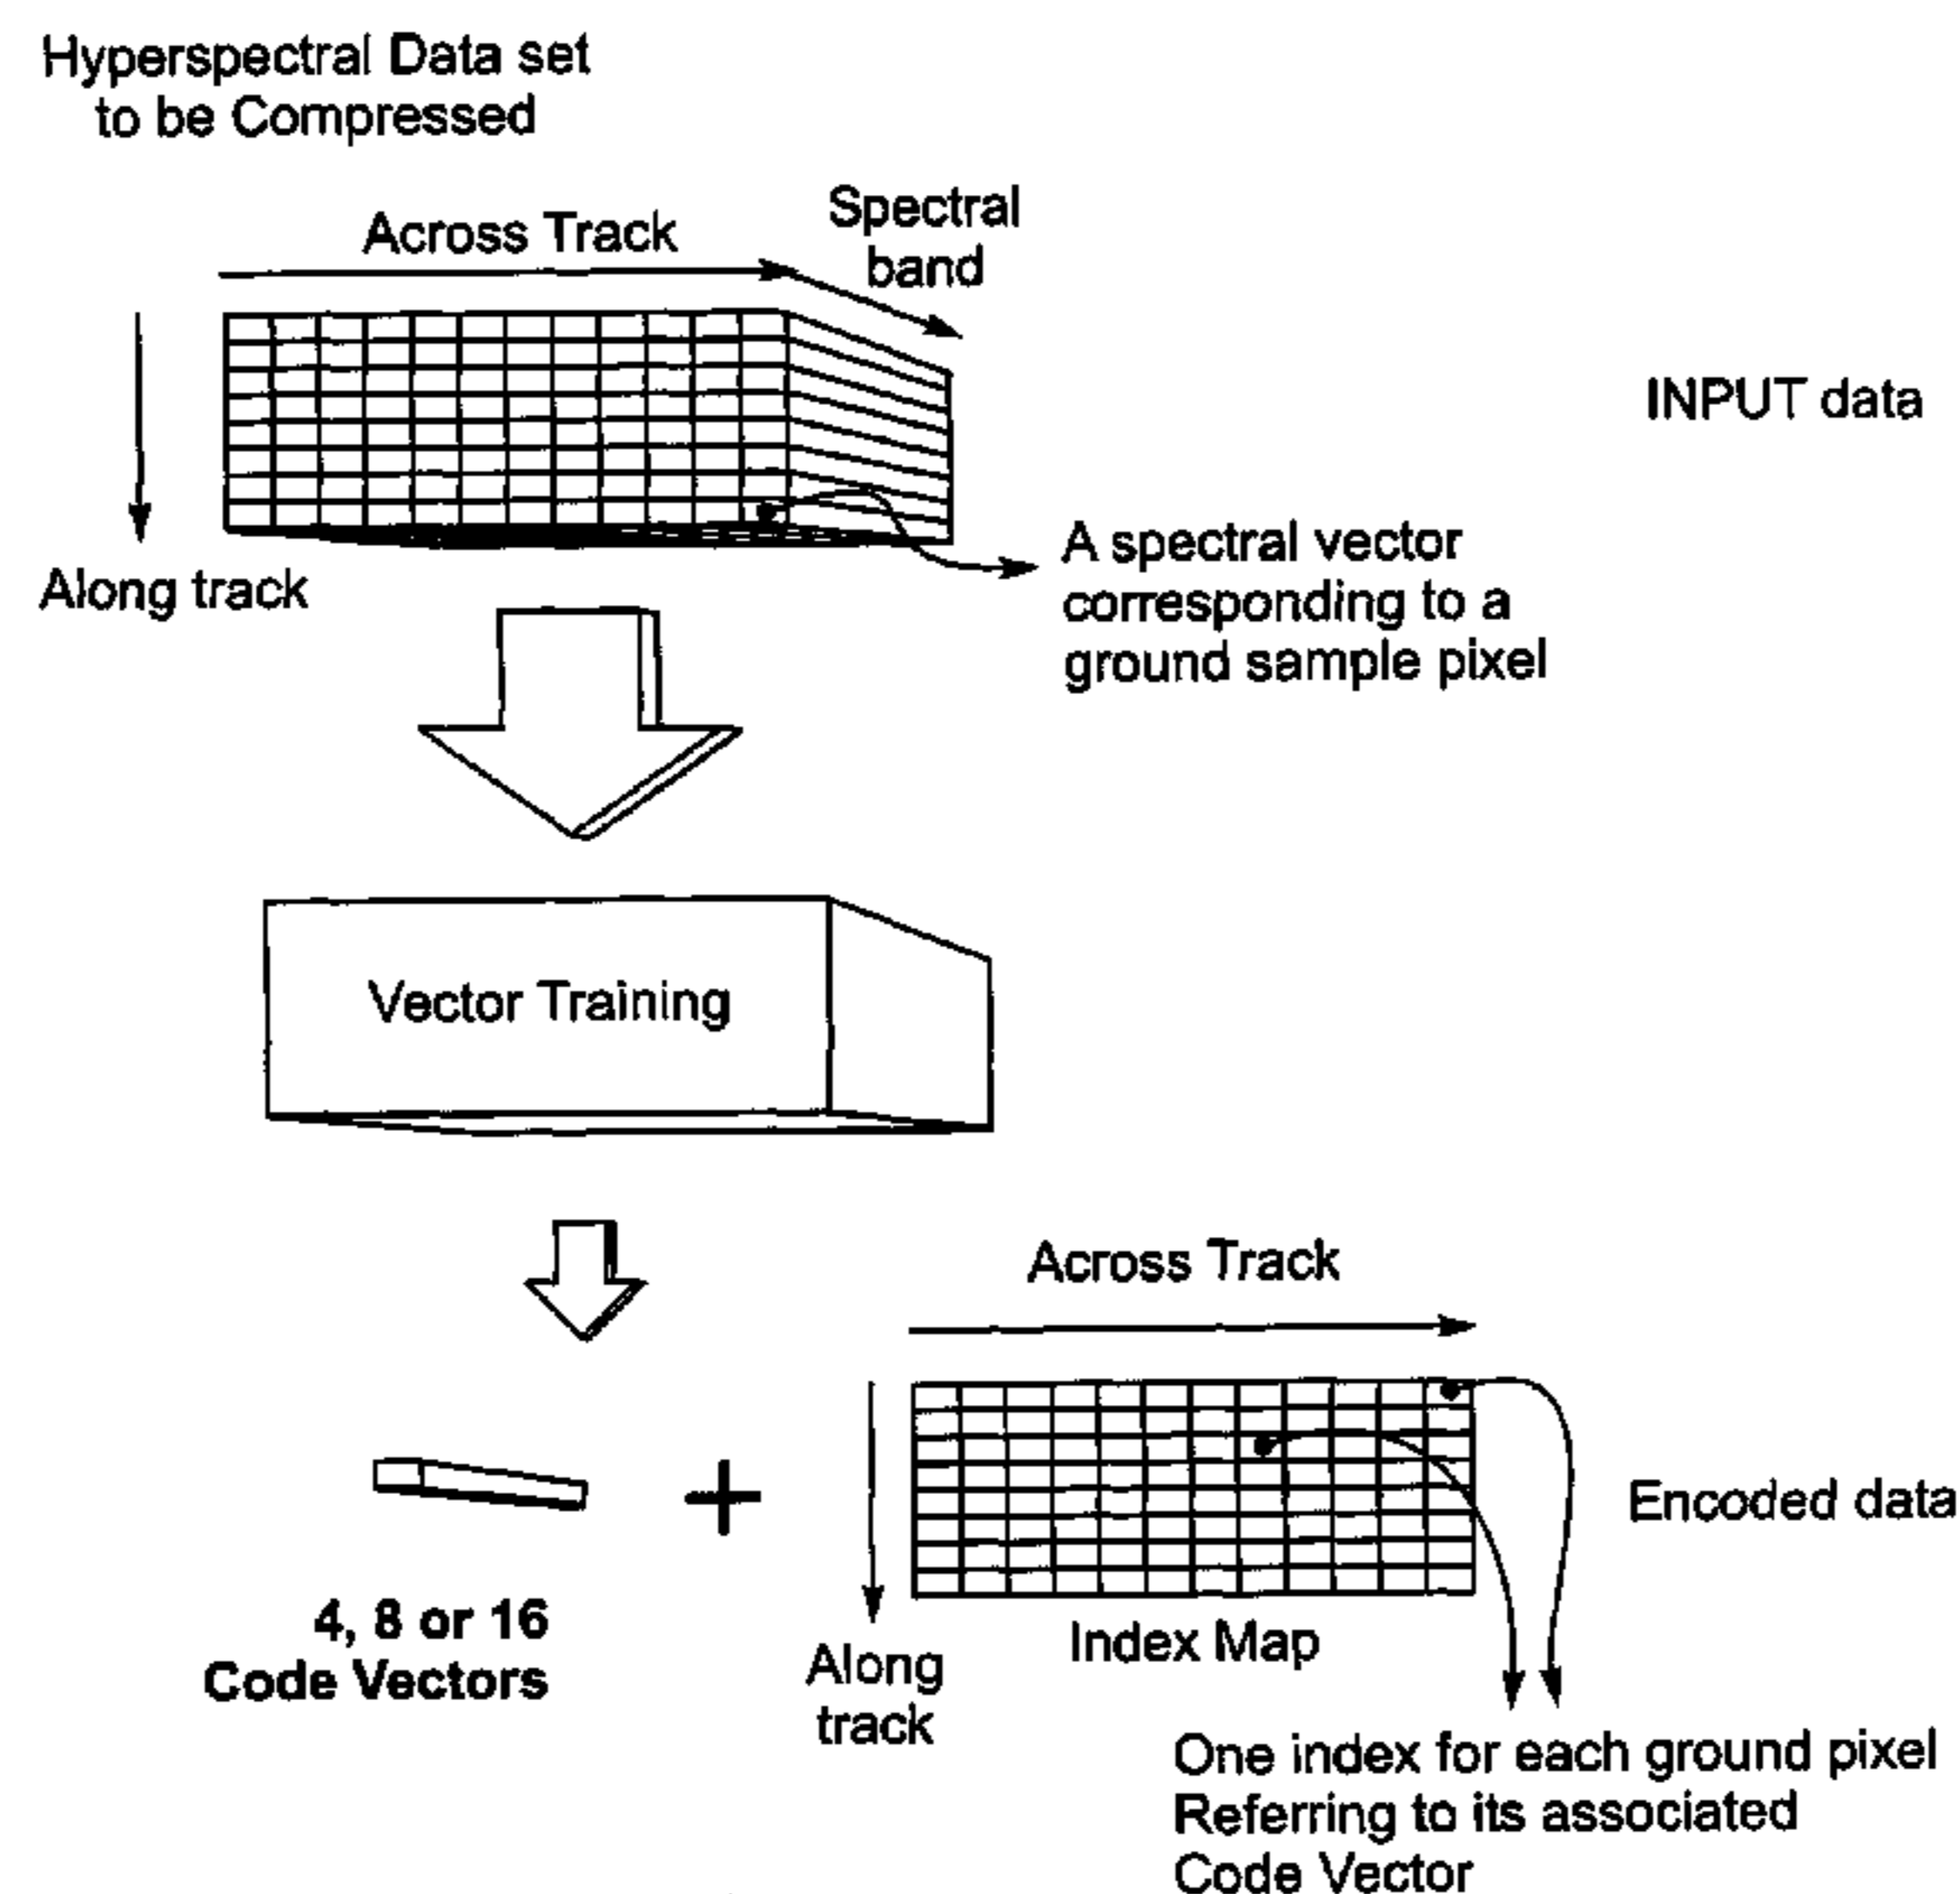 Hyperspectral Data set
to be Compressed
Across Track
Spectral
band
INPUT data
Along track
A spectral vector
corresponding to a
ground sample pixel
Vector Training
Across Track
Encoded data
4, 8 or 16
Code Vectors
Along
track
Index Map
One index for each ground pixel
Referring to its associated
Code Vector